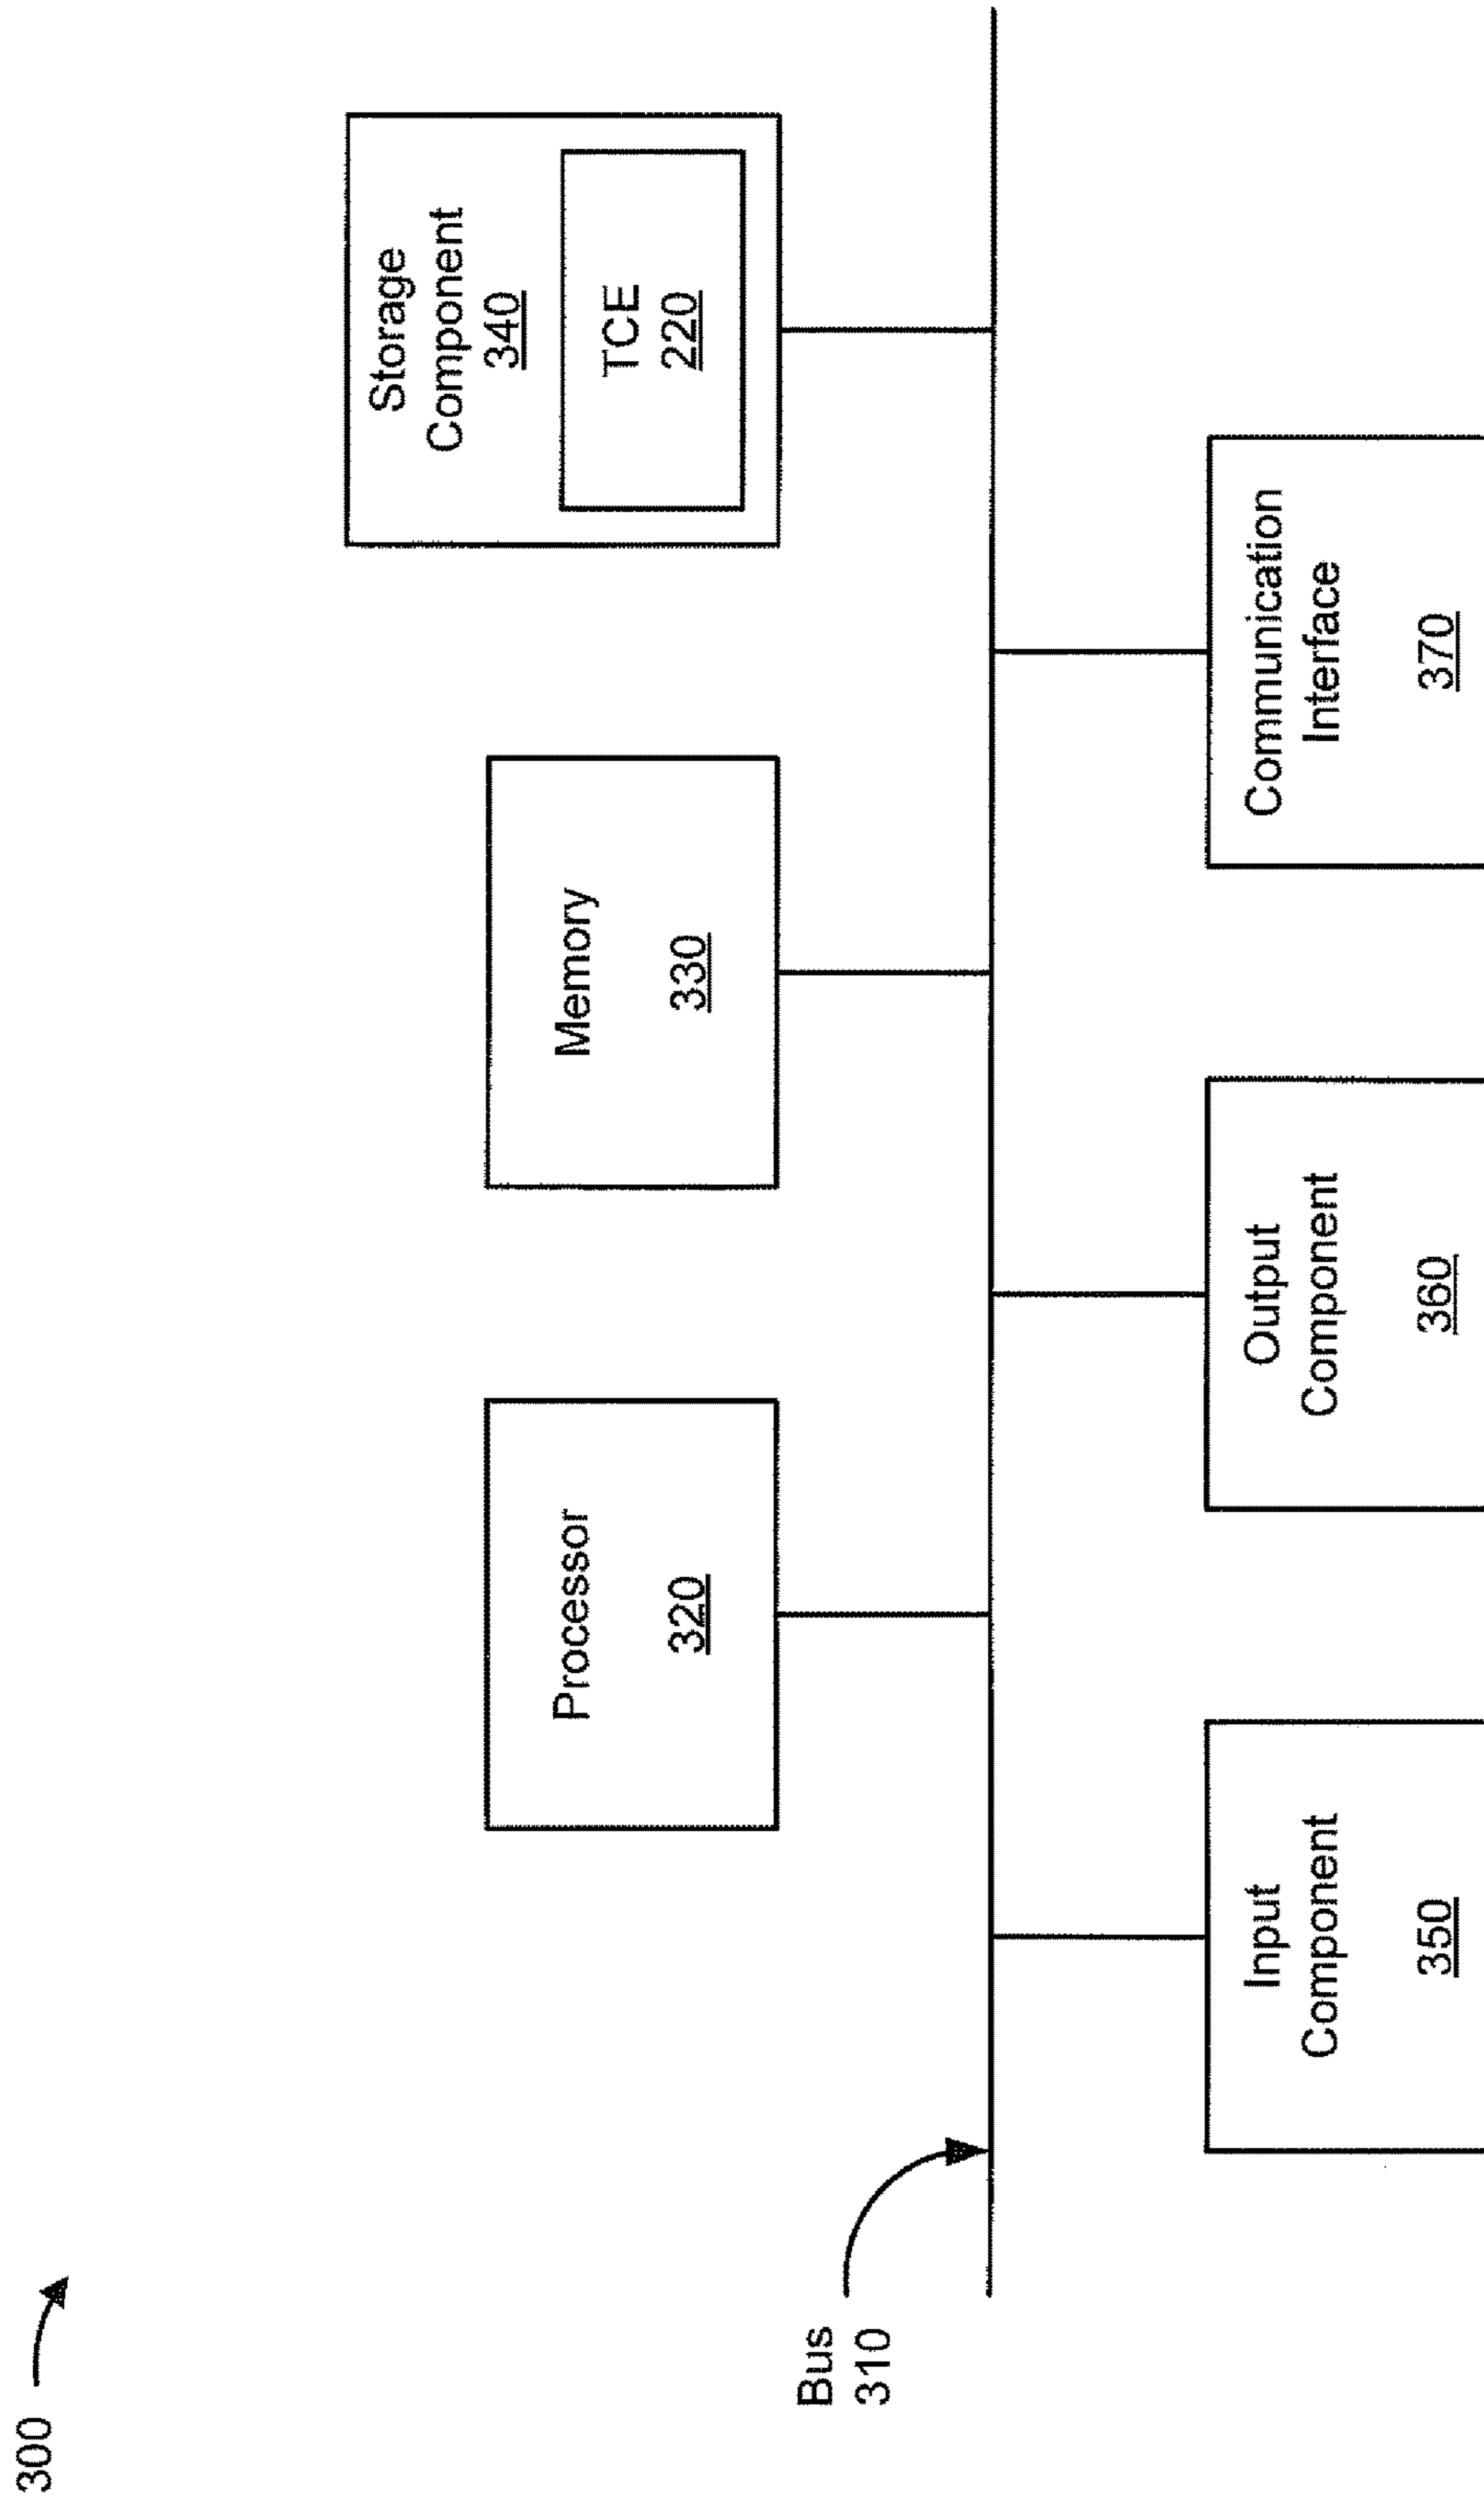 300
Bus
310
Processor
320
Memory
330
Storage
Component
340
TCE
220
Input
Component
350
Output
Component
360
Communication
Interface
370